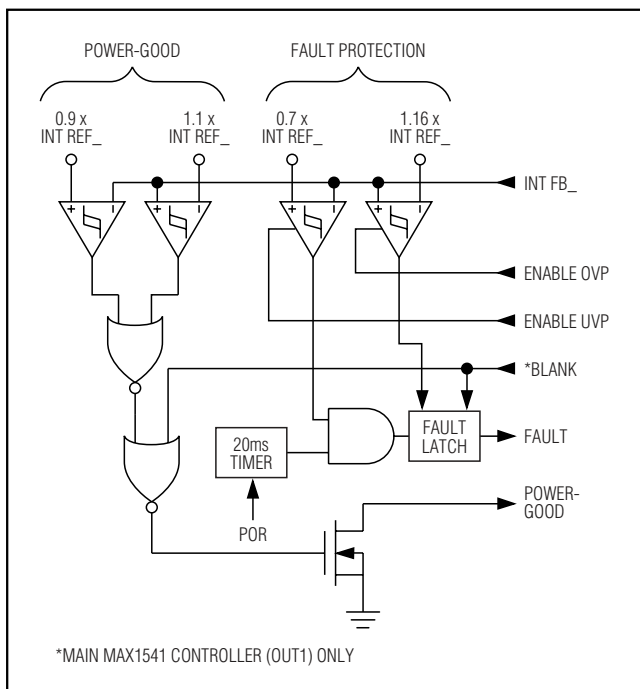 POWER-GOOD
FAULT PROTECTION
0.9 x
INT REF_
1.1 x
INT REF_
0.7 x
INT REF_
1.16 x
INT REF_
+
-
+
-
+
-
+
-
INT FB_
ENABLE OVP
ENABLE UVP
*BLANK
FAULT
LATCH
FAULT
20ms
TIMER
POR
POWER-
GOOD
*MAIN MAX1541 CONTROLLER (OUT1) ONLY